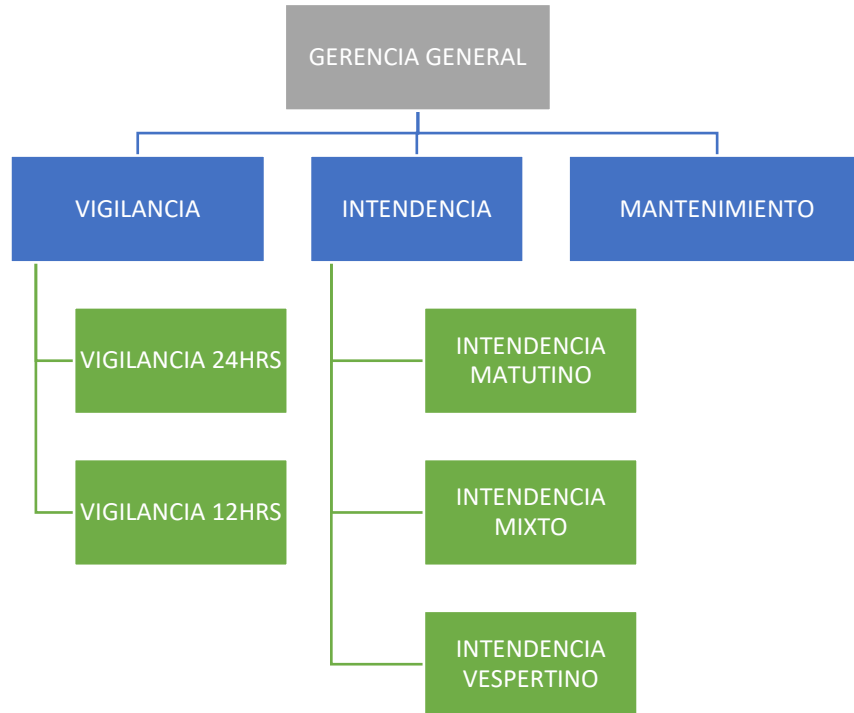 GERENCIA GENERAL
VIGILANCIA
INTENDENCIA
MANTENIMIENTO
VIGILANCIA 24HRS
INTENDENCIA
MATUTINO
VIGILANCIA 12HRS
INTENDENCIA
MIXTO
INTENDENCIA
VESPERTINO